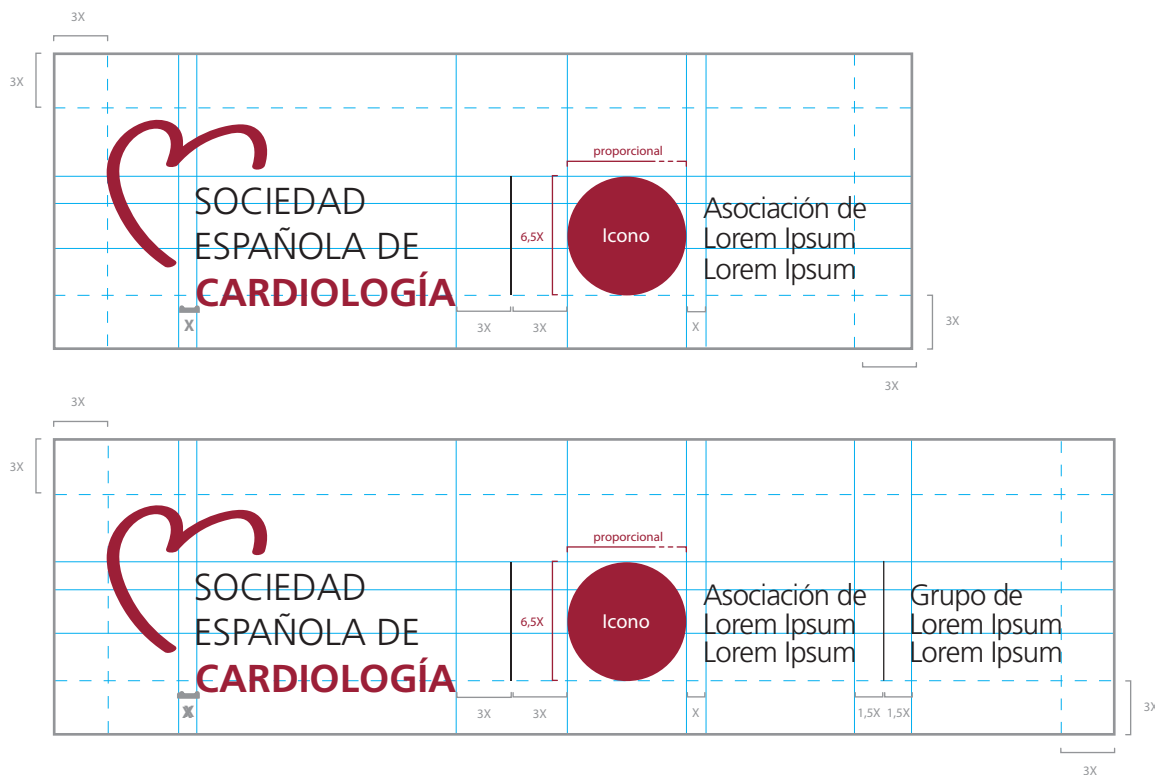 3X
3X
proporcional
SOCIEDAD
ESPAÑOLA DE
CARDIOLOGÍA
X
6,5X
Icono
Asociación de
Lorem Ipsum
Lorem Ipsum
3X
3X
X
3X
3X
3X
3X
proporcional
SOCIEDAD
ESPAÑOLA DE
CARDIOLOGÍA
X
6,5X
Icono
Asociación de
Lorem Ipsum
Lorem Ipsum
Grupo de
Lorem Ipsum
Lorem Ipsum
3X
3X
X
1,5X
1,5X
3X
3X